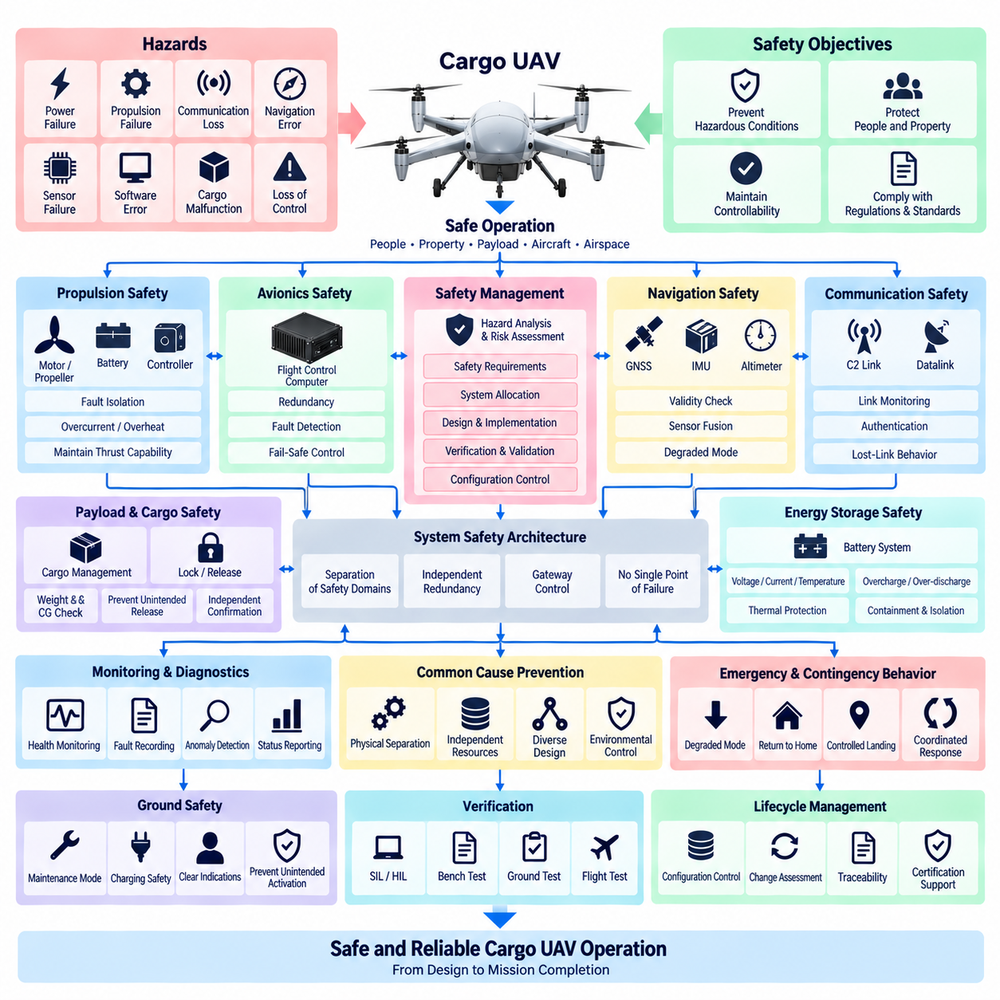 Hazards
Power
Failure
Propulsion
Failure
Communication
Loss
Navigation
Error
Sensor
Failure
Software
Error
Cargo
Malfunction
Loss of
Control
Cargo UAV
Safety Objectives
Prevent
Hazardous Conditions
Protect
People and Property
Maintain
Controllability
Comply with
Regulations & Standards
Safe Operation
People • Property • Payload • Aircraft • Airspace
Propulsion Safety
Motor /
Propeller
Battery
Controller
Fault Isolation
Overcurrent / Overheat
Maintain Thrust Capability
Avionics Safety
Flight Control
Computer
Redundancy
Fault Detection
Fail-Safe Control
Safety Management
Hazard Analysis
& Risk Assessment
Safety Requirements
System Allocation
Design & Implementation
Verification & Validation
Configuration Control
Navigation Safety
GNSS
IMU
Altimeter
Validity Check
Sensor Fusion
Degraded Mode
Communication Safety
C2 Link
Datalink
Link Monitoring
Authentication
Lost-Link Behavior
Payload & Cargo Safety
Cargo Management
Lock / Release
Weight & &
CG Check
Prevent Unintended
Release
Independent
Confirmation
System Safety Architecture
Separation
of Safety Domains
Independent
Redundancy
Gateway
Control
No Single Point
of Failure
Energy Storage Safety
Battery System
Voltage / Current / Temperature
Overcharge / Over-discharge
Thermal Protection
Containment & Isolation
Monitoring & Diagnostics
Health Monitoring
Fault Recording
Anomaly Detection
Status Reporting
Common Cause Prevention
Physical Separation
Independent
Resources
Diverse
Design
Environmental
Control
Emergency & Contingency Behavior
Degraded Mode
Return to Home
Controlled Landing
Coordinated
Response
Ground Safety
Maintenance Mode
Charging Safety
Clear Indications
Prevent Unintended
Activation
Verification
SIL / HIL
Bench Test
Ground Test
Flight Test
Lifecycle Management
Configuration Control
Change Assessment
Traceability
Certification
Support
Safe and Reliable Cargo UAV Operation
From Design to Mission Completion